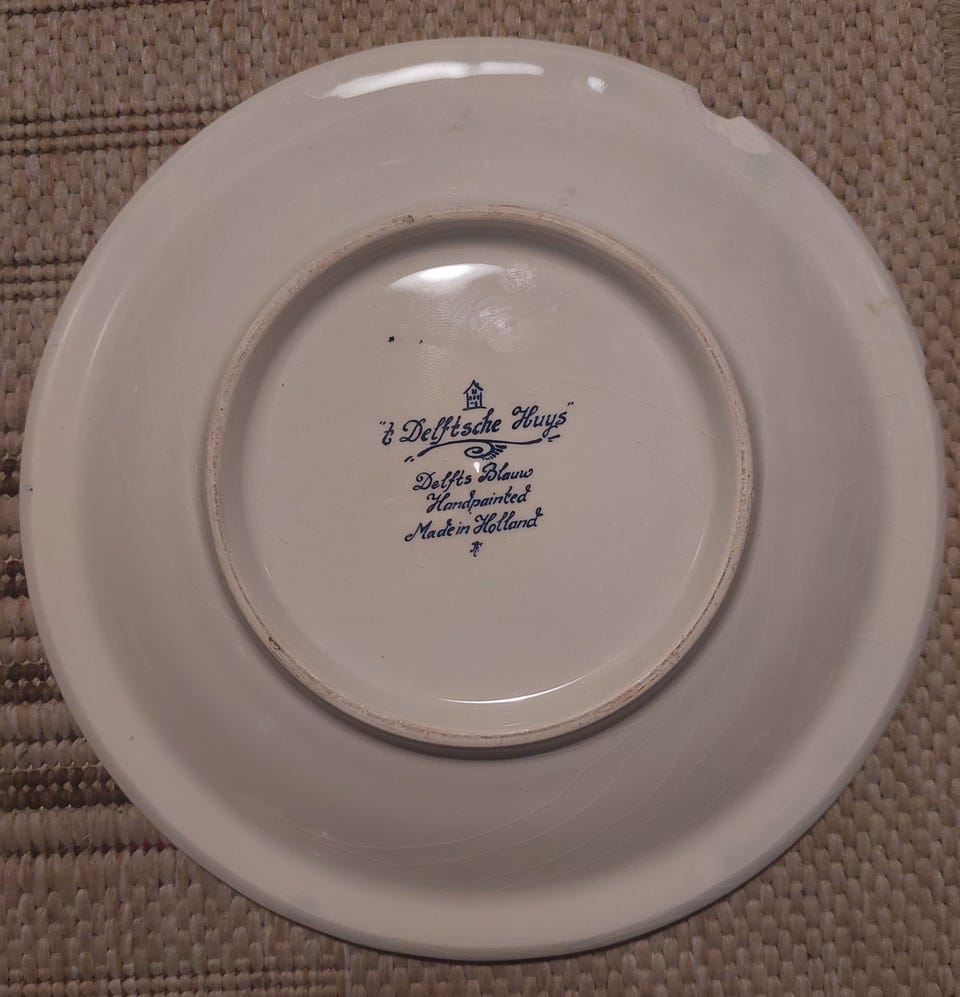 "t Delftsche Huys"
Delfts Blauw
Handpainted
Made in Holland